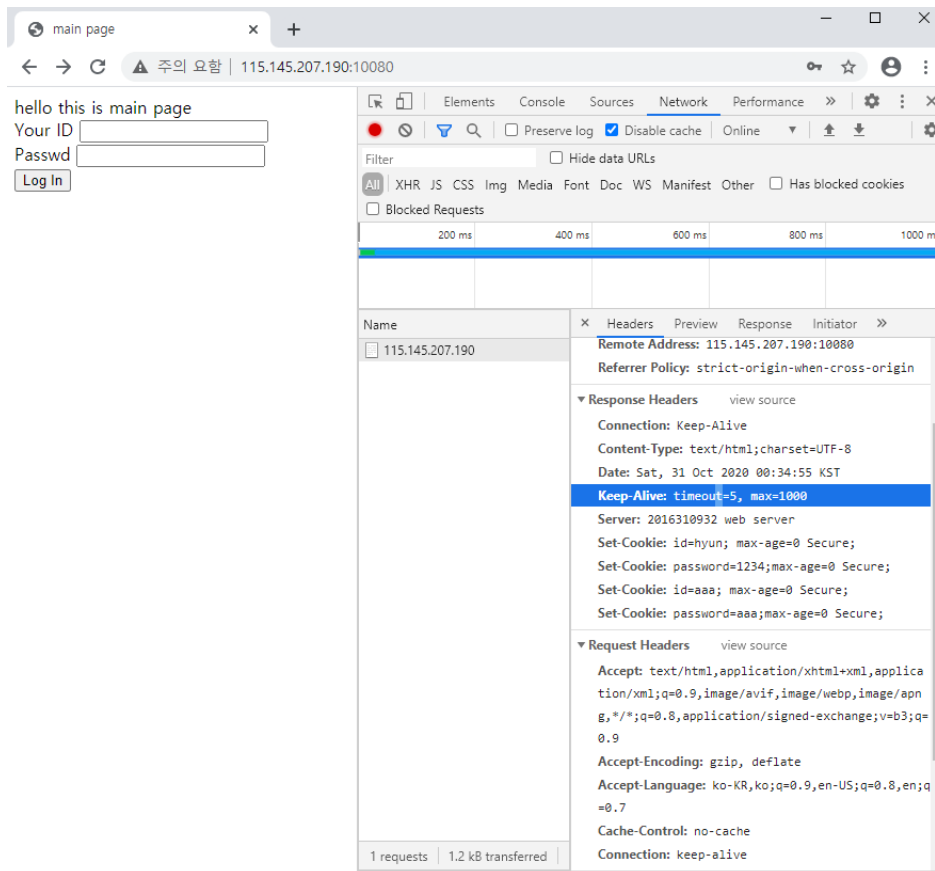 main page
주의 요함 115.145.207.190:10080
hello this is main page
Your ID
Passwd
Log In
Elements Console Sources Network Performance »
Preserve log Disable cache Online
Filter Hide data URLs
All XHR JS CSS Img Media Font Doc WS Manifest Other Has blocked cookies
Blocked Requests
200 ms 400 ms 600 ms 800 ms 1000 m
Name
115.145.207.190
Headers Preview Response Initiator »
Remote Address: 115.145.207.190:10080
Referrer Policy: strict-origin-when-cross-origin
Response Headers view source
Connection: Keep-Alive
Content-Type: text/html;charset=UTF-8
Date: Sat, 31 Oct 2020 00:34:55 KST
Keep-Alive: timeout=5, max=1000
Server: 2016310932 web server
Set-Cookie: id=hyun; max-age=0 Secure;
Set-Cookie: password=1234;max-age=0 Secure;
Set-Cookie: id=aaa; max-age=0 Secure;
Set-Cookie: password=aaa;max-age=0 Secure;
Request Headers view source
Accept: text/html,application/xhtml+xml,applica
tion/xml;q=0.9,image/avif,image/webp,image/apn
g,*/*;q=0.8,application/signed-exchange;v=b3;q=
0.9
Accept-Encoding: gzip, deflate
Accept-Language: ko-KR,ko;q=0.9,en-US;q=0.8,en;q
=0.7
Cache-Control: no-cache
Connection: keep-alive
1 requests 1.2 kB transferred